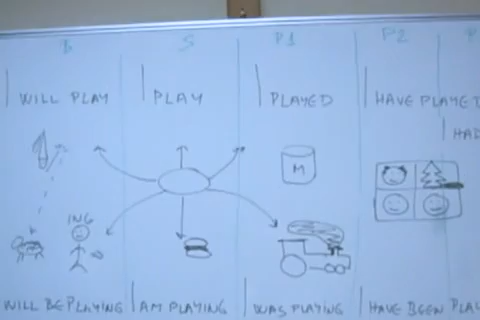 B S P1 P2 P
I WILL PLAY I PLAY I PLAYED I HAVE PLAYED
I HAD
M
ING
WILL BE PLAYING I AM PLAYING I WAS PLAYING I HAVE BEEN PLAY